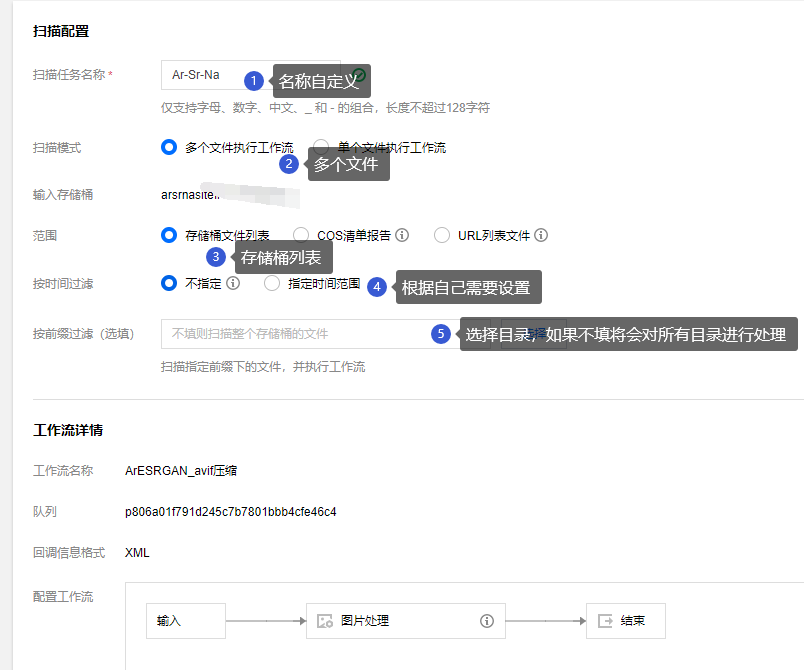 扫描配置
扫描任务名称 * Ar-Sr-Na 1 名称自定义
仅支持字母、数字、中文、_ 和 - 的组合，长度不超过128字符
扫描模式 多个文件执行工作流 单个文件执行工作流
2 多个文件
输入存储桶 arsrnasite
范围 存储桶文件列表 COS清单报告 URL列表文件
3 存储桶列表
按时间过滤 不指定 指定时间范围 4 根据自己需要设置
按前缀过滤（选填） 不填则扫描整个存储桶的文件 5 选择目录，如果不填将会对所有目录进行处理
扫描指定前缀下的文件，并执行工作流
工作流详情
工作流名称 ArESRGAN_avif压缩
队列 p806a01f791d245c7b7801bbb4cfe46c4
回调信息格式 XML
配置工作流
输入 图片处理 结束